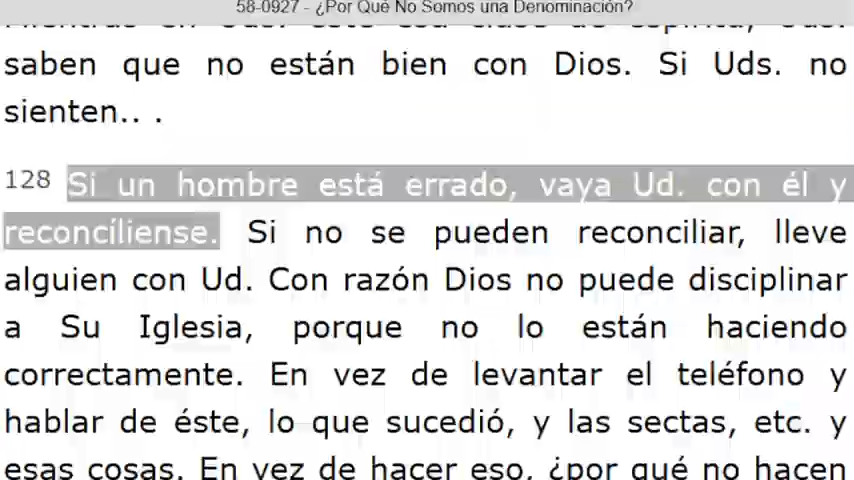 58-0927 - ¿Por Qué No Somos una Denominación?
saben que no están bien con Dios. Si Uds. no
sienten.. .
128 Si un hombre está errado, vaya Ud. con él y
reconcíliense. Si no se pueden reconciliar, lleve
alguien con Ud. Con razón Dios no puede disciplinar
a Su Iglesia, porque no lo están haciendo
correctamente. En vez de levantar el teléfono y
hablar de éste, lo que sucedió, y las sectas, etc. y
esas cosas. En vez de hacer eso, ¿por qué no hacen